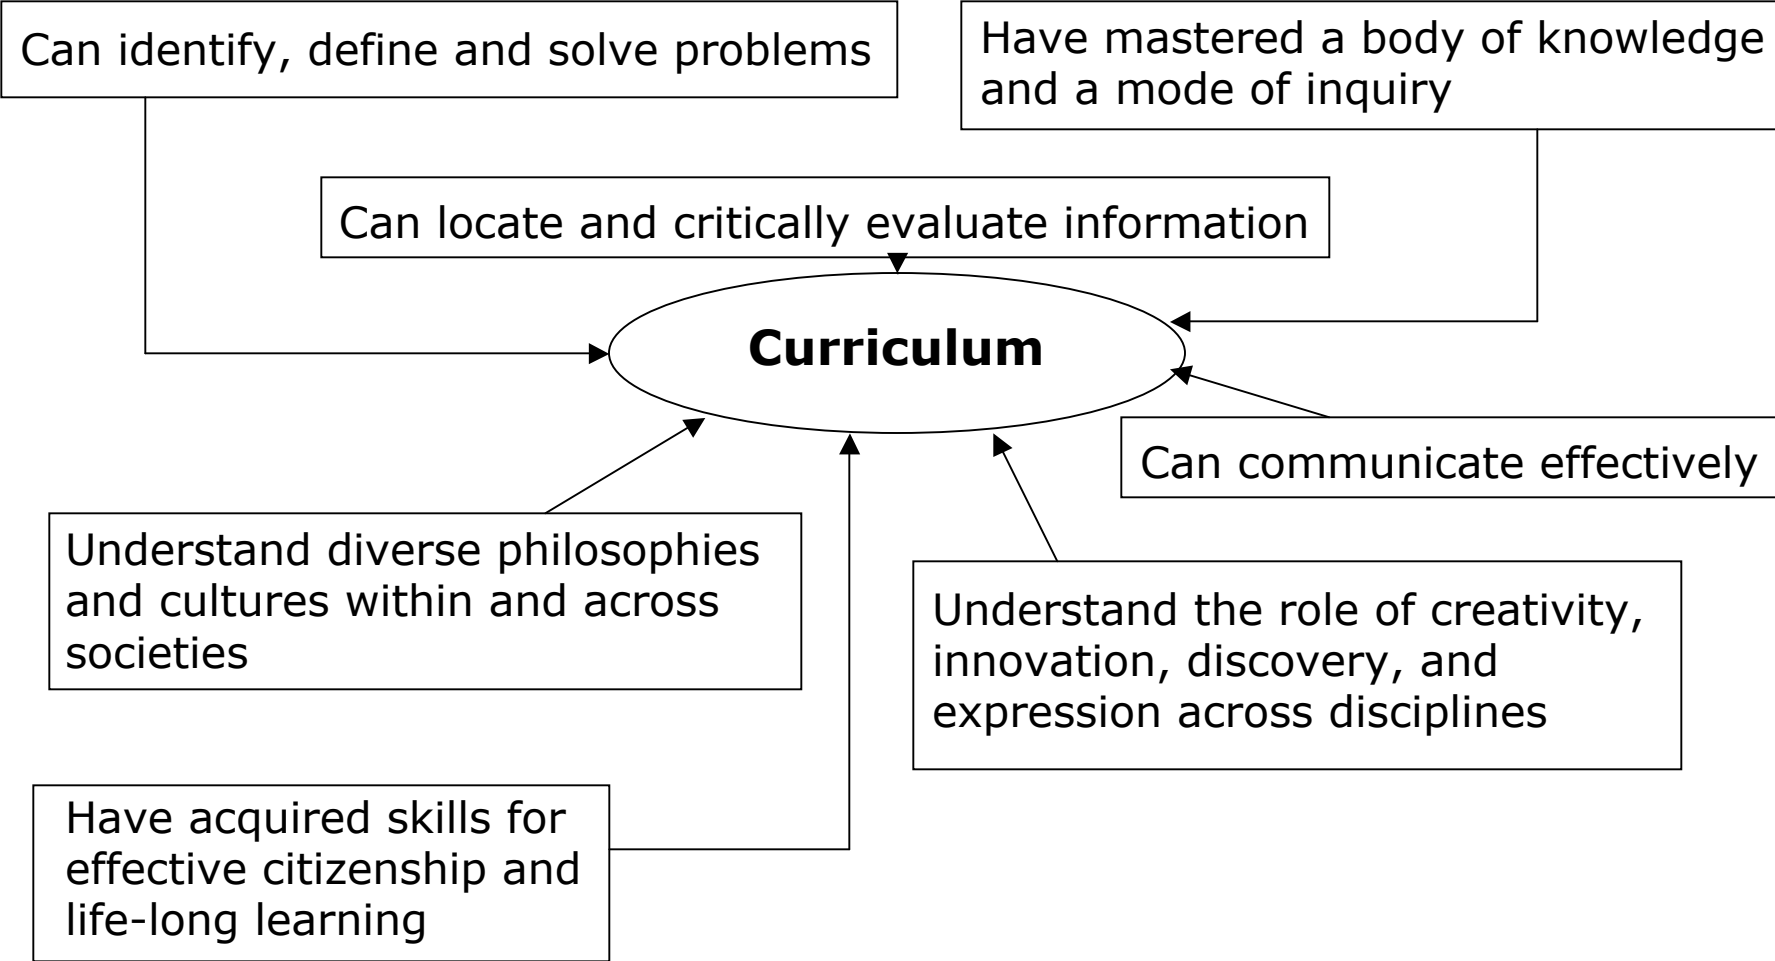 Can identify, define and solve problems
Have mastered a body of knowledge
and a mode of inquiry
Can locate and critically evaluate information
Curriculum
Can communicate effectively
Understand diverse philosophies
and cultures within and across
societies
Understand the role of creativity,
innovation, discovery, and
expression across disciplines
Have acquired skills for
effective citizenship and
life-long learning